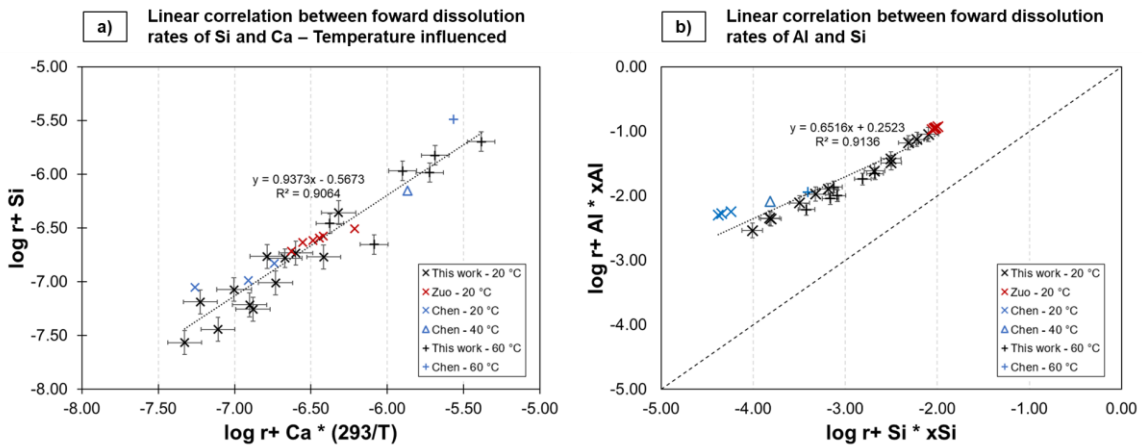 a)
Linear correlation between foward dissolution
rates of Si and Ca – Temperature influenced
-5.00
-5.50
-6.00
-6.50
-7.00
-7.50
-8.00
log r+ Si
y = 0.9373x - 0.5673
R² = 0.9064
This work - 20 °C
Zuo - 20 °C
Chen - 20 °C
Chen - 40 °C
This work - 60 °C
Chen - 60 °C
-8.00 -7.50 -7.00 -6.50 -6.00 -5.50 -5.00
log r+ Ca * (293/T)
b)
Linear correlation between foward dissolution
rates of Al and Si
0.00
-1.00
-2.00
-3.00
-4.00
-5.00
log r+ Al * xAl
y = 0.6516x + 0.2523
R² = 0.9136
This work - 20 °C
Zuo - 20 °C
Chen - 20 °C
Chen - 40 °C
This work - 60 °C
Chen - 60 °C
-5.00 -4.00 -3.00 -2.00 -1.00 0.00
log r+ Si * xSi